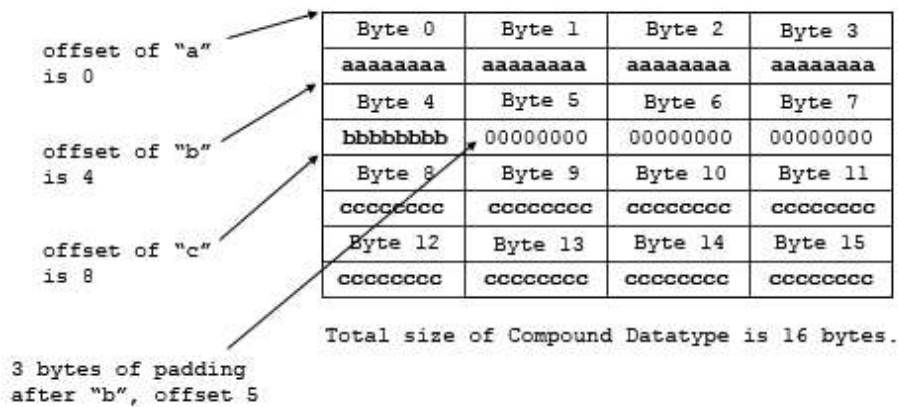 offset of “a”
is 0
offset of “b”
is 4
offset of “c”
is 8
3 bytes of padding
after “b”, offset 5
Byte 0 Byte 1 Byte 2 Byte 3
aaaaaaaa aaaaaaaa aaaaaaaa aaaaaaaa
Byte 4 Byte 5 Byte 6 Byte 7
bbbbbbbb 00000000 00000000 00000000
Byte 8 Byte 9 Byte 10 Byte 11
cccccccc cccccccc cccccccc cccccccc
Byte 12 Byte 13 Byte 14 Byte 15
cccccccc cccccccc cccccccc cccccccc
Total size of Compound Datatype is 16 bytes.